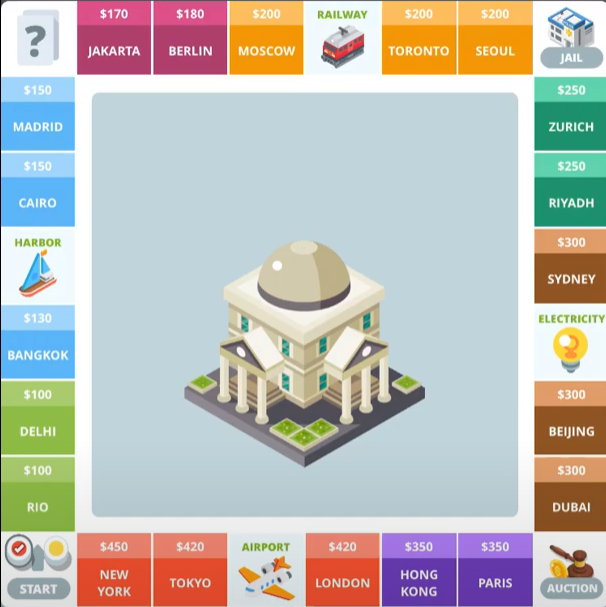 ?
$170
JAKARTA
$180
BERLIN
$200
MOSCOW
RAILWAY
$200
TORONTO
$200
SEOUL
JAIL
$150
MADRID
$250
ZURICH
$150
CAIRO
$250
RIYADH
HARBOR
$300
SYDNEY
$130
BANGKOK
ELECTRICITY
$100
DELHI
$300
BEIJING
$100
RIO
$300
DUBAI
START
$450
NEW
YORK
$420
TOKYO
AIRPORT
$420
LONDON
$350
HONG
KONG
$350
PARIS
AUCTION